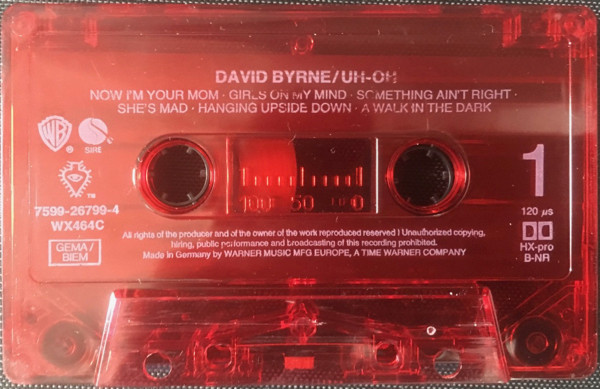 DAVID BYRNE/UH-OH
NOW I'M YOUR MOM · GIRLS ON MY MIND · SOMETHING AIN'T RIGHT ·
SHE'S MAD · HANGING UPSIDE DOWN · A WALK IN THE DARK
WB
®
SIRE
TM
7599-26799-4
WX464C
GEMA/
BIEM
100 50 0
1
120 µs
HX-pro
B-NR
All rights of the producer and of the owner of the work reproduced reserved! Unauthorized copying,
hiring, public performance and broadcasting of this recording prohibited.
Made in Germany by WARNER MUSIC MFG EUROPE, A TIME WARNER COMPANY